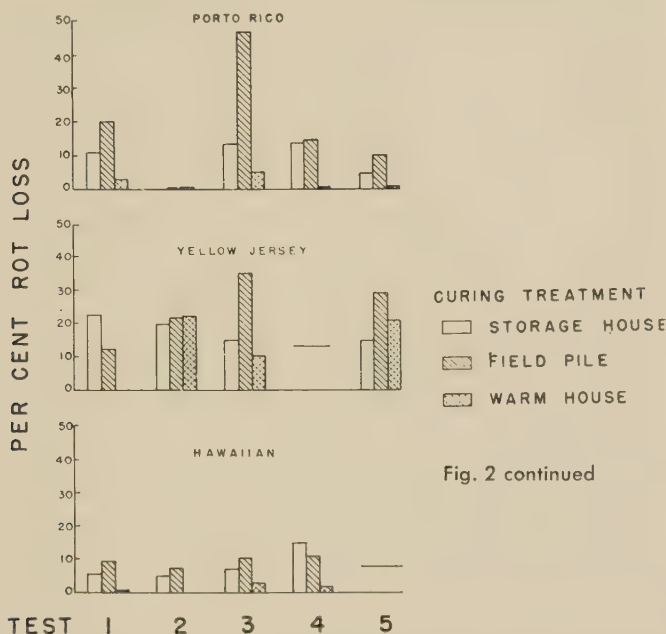 PORTO RICO
50
40
30
20
10
0
YELLOW JERSEY
50
40
30
20
10
0
HAWAIIAN
50
40
30
20
10
0
PER CENT ROT LOSS
TEST 1 2 3 4 5
CURING TREATMENT
STORAGE HOUSE
FIELD PILE
WARM HOUSE
Fig. 2 continued